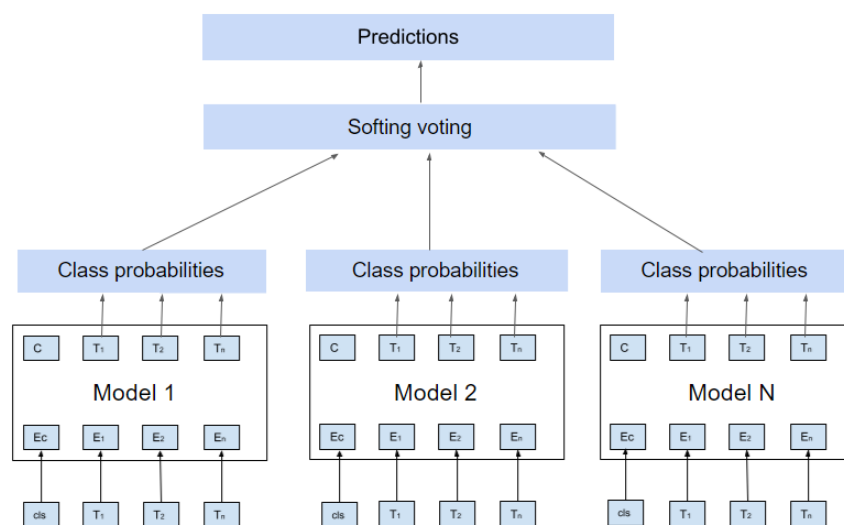 Predictions
Softing voting
Class probabilities Class probabilities Class probabilities
C T₁ T₂ Tₙ C T₁ T₂ Tₙ C T₁ T₂ Tₙ
Model 1 Model 2 Model N
Ec E₁ E₂ Eₙ Ec E₁ E₂ Eₙ Ec E₁ E₂ Eₙ
cls T₁ T₂ Tₙ cls T₁ T₂ Tₙ cls T₁ T₂ Tₙ